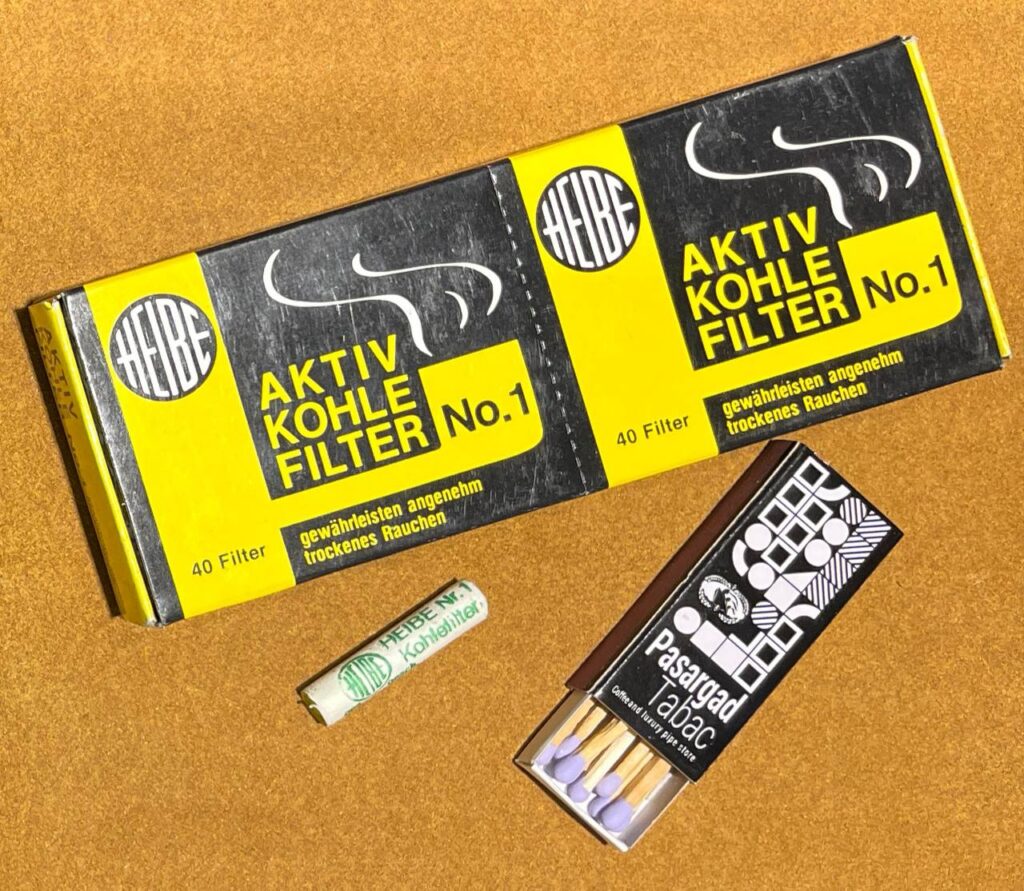 HEIBE
AKTIV
KOHLE
FILTER
No.1
40 Filter
gewährleisten angenehm
trockenes Rauchen
HEIBE
AKTIV
KOHLE
FILTER
No.1
40 Filter
gewährleisten angenehm
trockenes Rauchen
AKTIV
HEIBE
HEIBE Nr.1
Kohlefilter
Pasargad
Tabac
Coffee and luxury pipe store